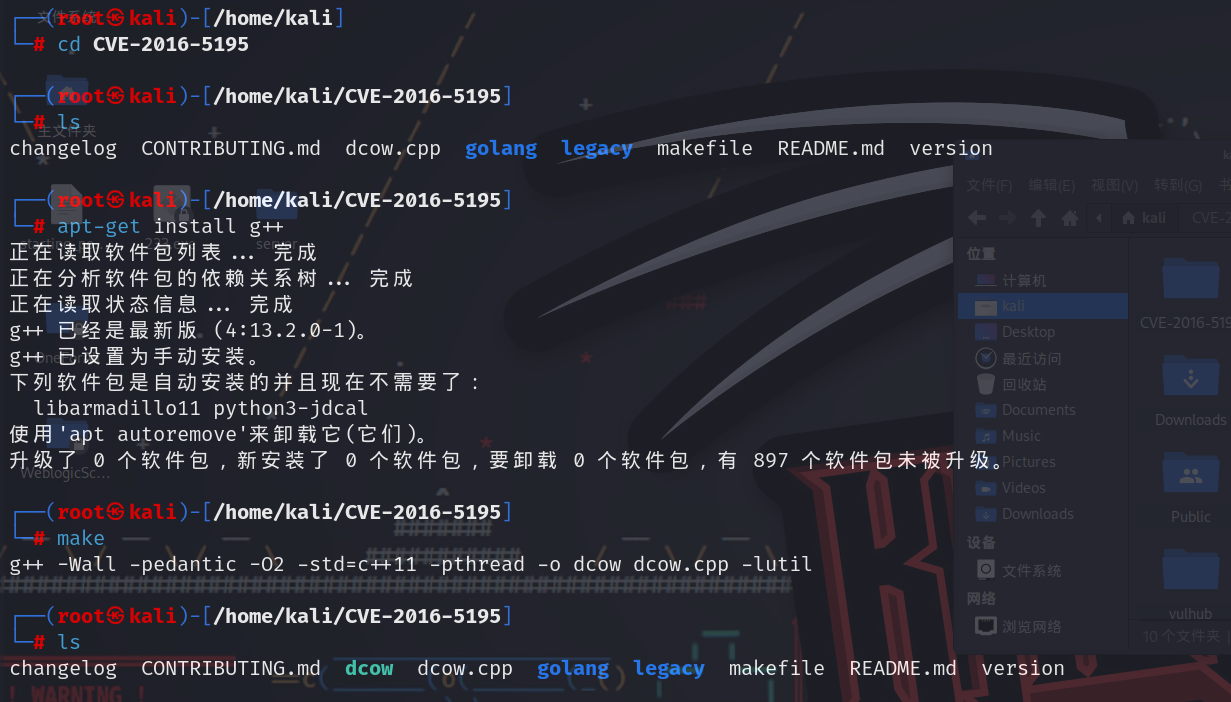 ┌──(root㉿kali)-[/home/kali]
└─# cd CVE-2016-5195
┌──(root㉿kali)-[/home/kali/CVE-2016-5195]
└─# ls
changelog  CONTRIBUTING.md  dcow.cpp  golang  legacy  makefile  README.md  version
┌──(root㉿kali)-[/home/kali/CVE-2016-5195]
└─# apt-get install g++
正在读取软件包列表... 完成
正在分析软件包的依赖关系树... 完成
正在读取状态信息... 完成
g++ 已经是最新版 (4:13.2.0-1)。
g++ 已设置为手动安装。
下列软件包是自动安装的并且现在不需要了：
  libarmadillo11 python3-jdcal
使用'apt autoremove'来卸载它(它们)。
升级了 0 个软件包，新安装了 0 个软件包，要卸载 0 个软件包，有 897 个软件包未被升级。
┌──(root㉿kali)-[/home/kali/CVE-2016-5195]
└─# make
g++ -Wall -pedantic -O2 -std=c++11 -pthread -o dcow dcow.cpp -lutil
┌──(root㉿kali)-[/home/kali/CVE-2016-5195]
└─# ls
changelog  CONTRIBUTING.md  dcow  dcow.cpp  golang  legacy  makefile  README.md  version
文件系统
主文件夹
server
WeblogicSc...
! WARNING !
文件(F) 编辑(E) 视图(V) 转到(G)
kali
位置
计算机
kali
Desktop
最近访问
回收站
Documents
Music
Pictures
Videos
Downloads
设备
文件系统
网络
浏览网络
CVE-2016-519
Downloads
Public
vulhub
10 个文件夹